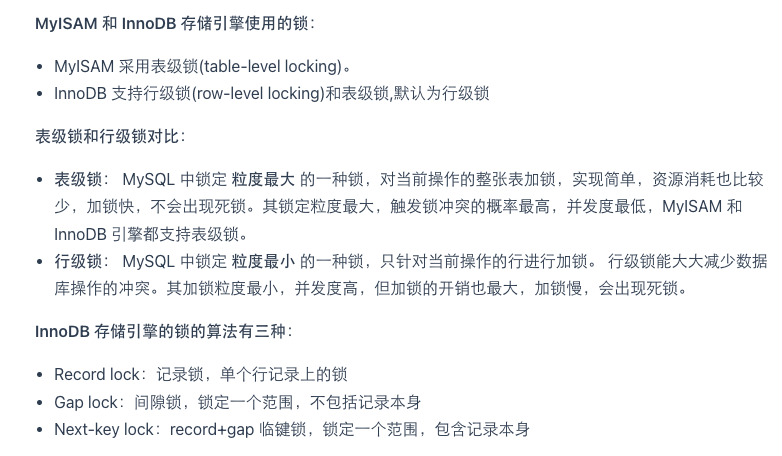 MyISAM 和 InnoDB 存储引擎使用的锁：
• MyISAM 采用表级锁(table-level locking)。
• InnoDB 支持行级锁(row-level locking)和表级锁,默认为行级锁
表级锁和行级锁对比：
• 表级锁： MySQL 中锁定 粒度最大 的一种锁，对当前操作的整张表加锁，实现简单，资源消耗也比较
少，加锁快，不会出现死锁。其锁定粒度最大，触发锁冲突的概率最高，并发度最低，MyISAM 和
InnoDB 引擎都支持表级锁。
• 行级锁： MySQL 中锁定 粒度最小 的一种锁，只针对当前操作的行进行加锁。 行级锁能大大减少数据
库操作的冲突。其加锁粒度最小，并发度高，但加锁的开销也最大，加锁慢，会出现死锁。
InnoDB 存储引擎的锁的算法有三种：
• Record lock：记录锁，单个行记录上的锁
• Gap lock：间隙锁，锁定一个范围，不包括记录本身
• Next-key lock：record+gap 临键锁，锁定一个范围，包含记录本身